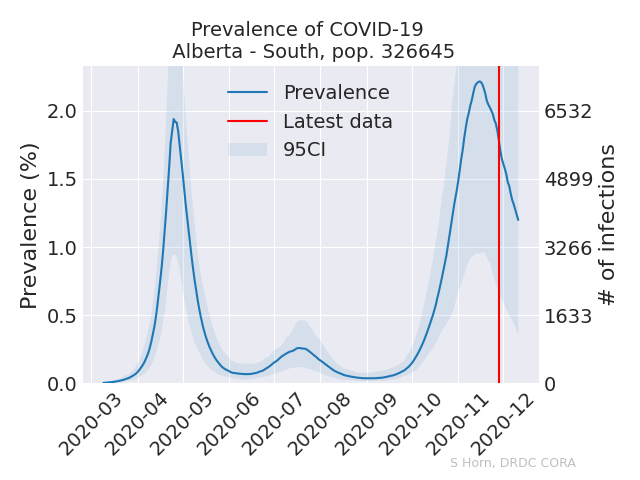 Prevalence of COVID-19
Alberta - South, pop. 326645
Prevalence
Latest data
95CI
Prevalence (%)
2.0
1.5
1.0
0.5
0.0
6532
4899
3266
1633
0
# of infections
2020-03
2020-04
2020-05
2020-06
2020-07
2020-08
2020-09
2020-10
2020-11
2020-12
S Horn, DRDC CORA